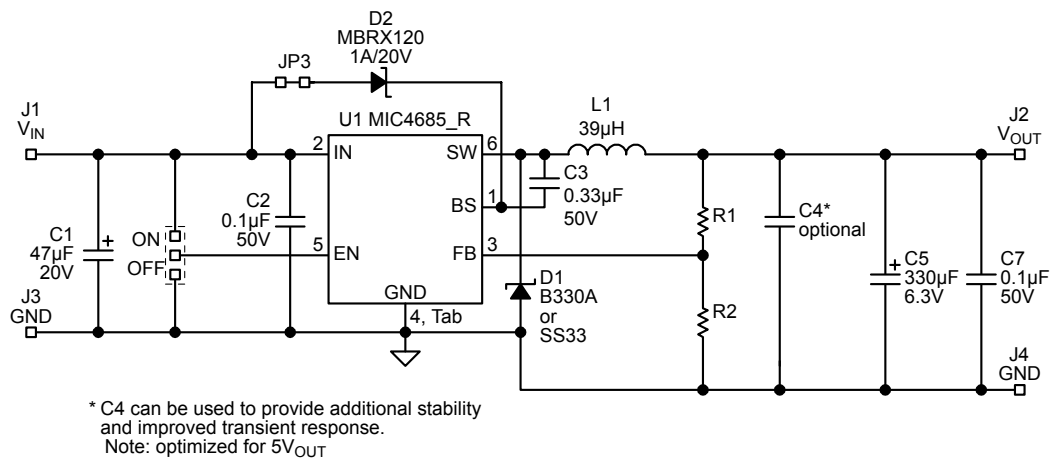 D2
MBRX120
1A/20V
JP3
J1
V_IN
U1 MIC4685_R
L1
39µH
J2
V_OUT
2
IN
SW
6
C3
0.33µF
50V
1
BS
C2
0.1µF
50V
R1
C4*
optional
C1
+
47µF
20V
ON
OFF
5
EN
FB
3
+
C5
330µF
6.3V
C7
0.1µF
50V
D1
B330A
or
SS33
R2
J3
GND
GND
4, Tab
J4
GND
* C4 can be used to provide additional stability
and improved transient response.
Note: optimized for 5V_OUT